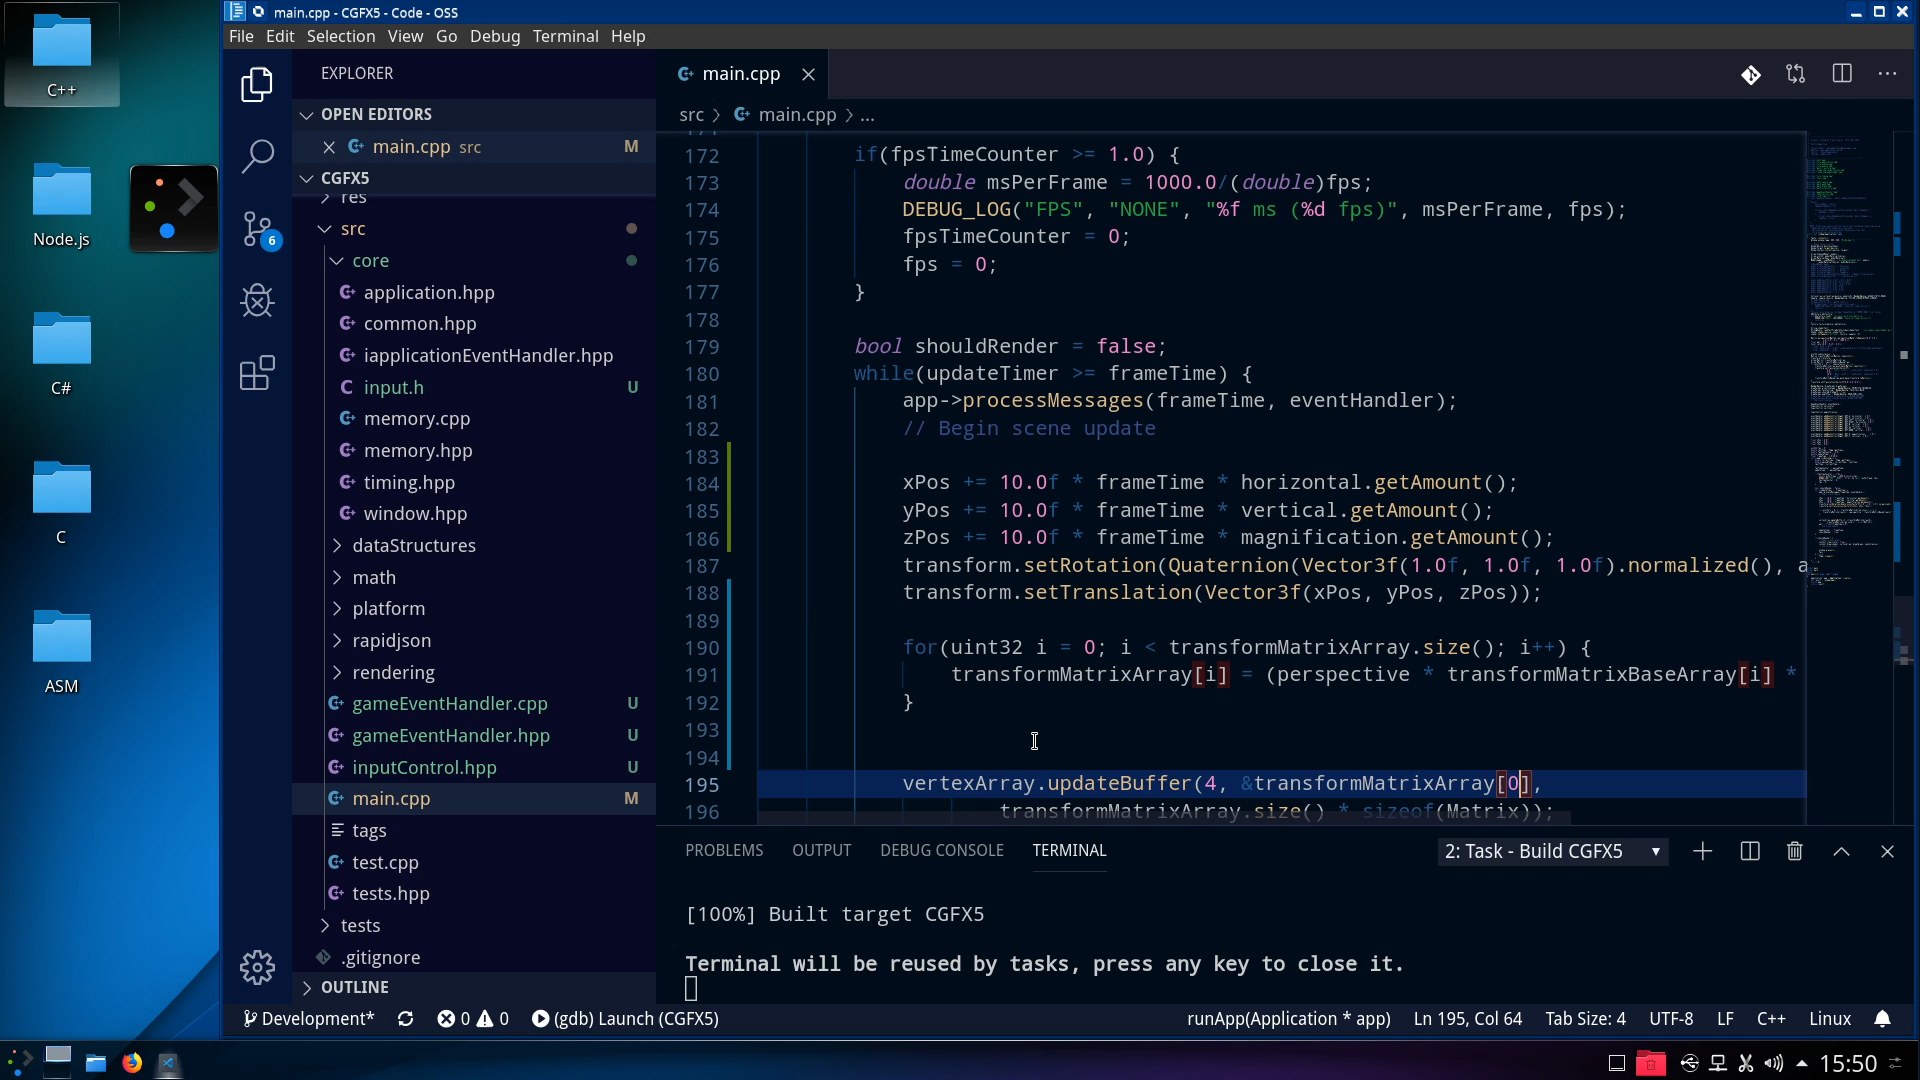 main.cpp - CGFX5 - Code - OSS
File Edit Selection View Go Debug Terminal Help
C++
Node.js
C#
C
ASM
EXPLORER
OPEN EDITORS
main.cpp src M
CGFX5
res
src
core
application.hpp
common.hpp
iapplicationEventHandler.hpp
input.h U
memory.cpp
memory.hpp
timing.hpp
window.hpp
dataStructures
math
platform
rapidjson
rendering
gameEventHandler.cpp U
gameEventHandler.hpp U
inputControl.hpp U
main.cpp M
tags
test.cpp
tests.hpp
tests
.gitignore
OUTLINE
6
main.cpp
src > main.cpp > ...
172 if(fpsTimeCounter >= 1.0) {
173 double msPerFrame = 1000.0/(double)fps;
174 DEBUG_LOG("FPS", "NONE", "%f ms (%d fps)", msPerFrame, fps);
175 fpsTimeCounter = 0;
176 fps = 0;
177 }
178
179 bool shouldRender = false;
180 while(updateTimer >= frameTime) {
181 app->processMessages(frameTime, eventHandler);
182 // Begin scene update
183
184 xPos += 10.0f * frameTime * horizontal.getAmount();
185 yPos += 10.0f * frameTime * vertical.getAmount();
186 zPos += 10.0f * frameTime * magnification.getAmount();
187 transform.setRotation(Quaternion(Vector3f(1.0f, 1.0f, 1.0f).normalized(), a
188 transform.setTranslation(Vector3f(xPos, yPos, zPos));
189
190 for(uint32 i = 0; i < transformMatrixArray.size(); i++) {
191 transformMatrixArray[i] = (perspective * transformMatrixBaseArray[i] *
192 }
193
194
195 vertexArray.updateBuffer(4, &transformMatrixArray[0],
196 transformMatrixArray.size() * sizeof(Matrix));
PROBLEMS OUTPUT DEBUG CONSOLE TERMINAL 2: Task - Build CGFX5
[100%] Built target CGFX5
Terminal will be reused by tasks, press any key to close it.
Development* 0 0 (gdb) Launch (CGFX5) runApp(Application * app) Ln 195, Col 64 Tab Size: 4 UTF-8 LF C++ Linux
15:50